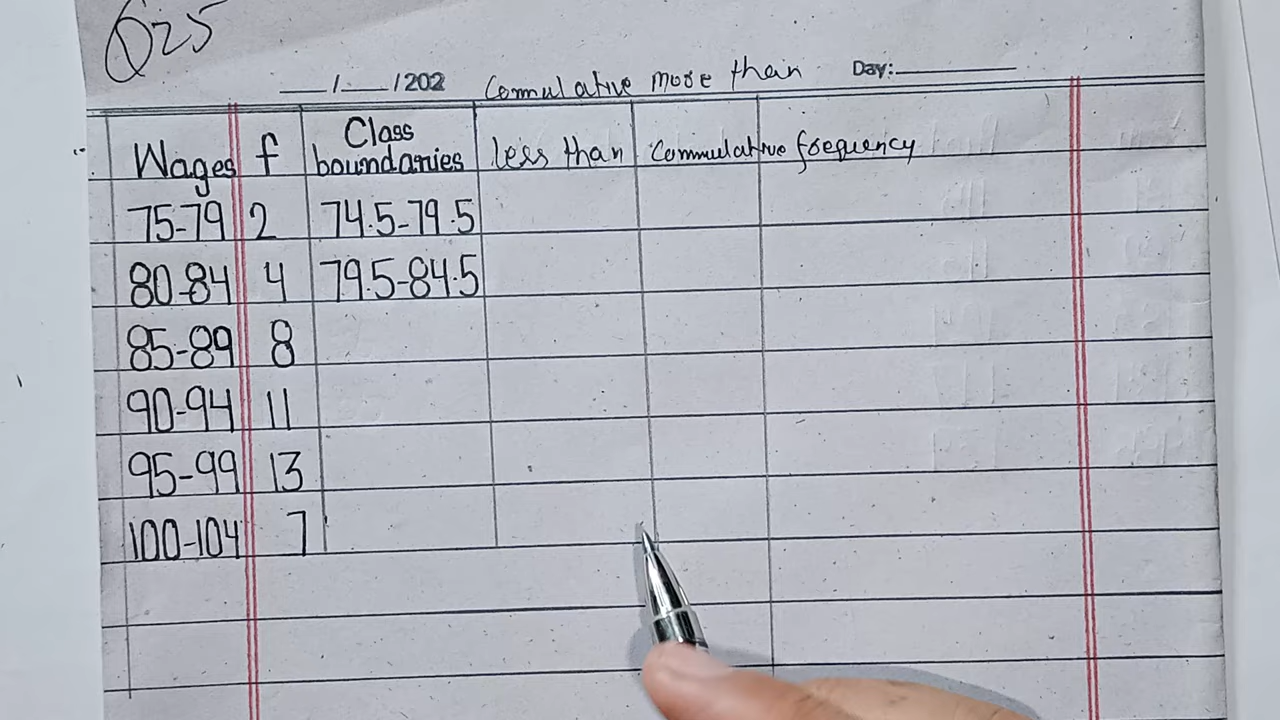 Q25
__/__/202 Commulative more than Day:
Wages f Class boundaries less than Commulative frequency
75-79 2 74.5-79.5
80-84 4 79.5-84.5
85-89 8
90-94 11
95-99 13
100-104 7